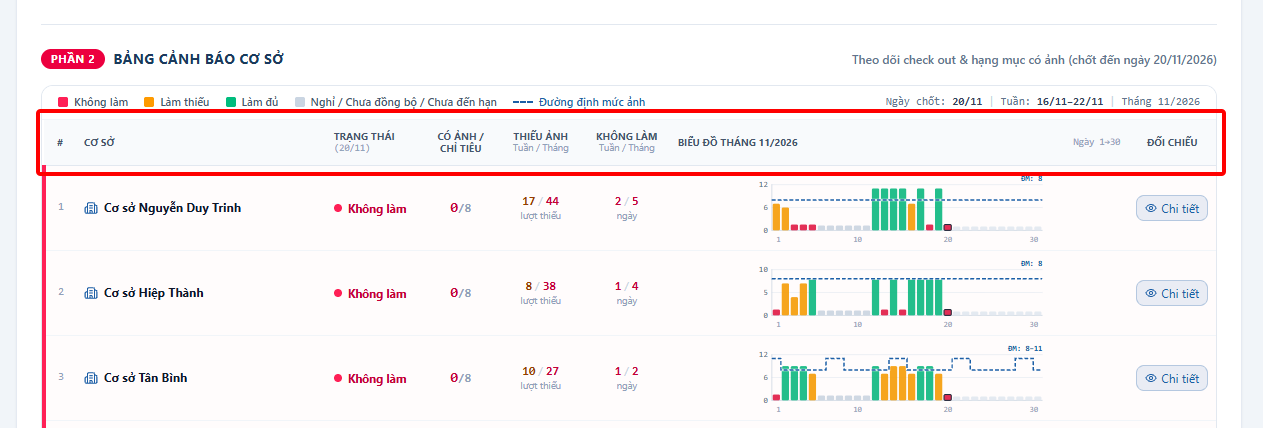 PHẦN 2 BẢNG CẢNH BÁO CƠ SỞ Theo dõi check out & hạng mục có ảnh (chốt đến ngày 20/11/2026)
Không làm Làm thiếu Làm đủ Nghỉ / Chưa đồng bộ / Chưa đến hạn Đường định mức ảnh Ngày chốt: 20/11 | Tuần: 16/11–22/11 | Tháng 11/2026
# CƠ SỞ TRẠNG THÁI (20/11) CÓ ẢNH / CHỈ TIÊU THIẾU ẢNH Tuần / Tháng KHÔNG LÀM Tuần / Tháng BIỂU ĐỒ THÁNG 11/2026 Ngày 1→30 ĐỐI CHIẾU
ĐM: 8
1 Cơ sở Nguyễn Duy Trinh Không làm 0/8 17 / 44 lượt thiếu 2 / 5 ngày 12 6 0 Chi tiết
1 10 20 30
ĐM: 8
2 Cơ sở Hiệp Thành Không làm 0/8 8 / 38 lượt thiếu 1 / 4 ngày 10 5 0 Chi tiết
1 10 20 30
ĐM: 8–11
3 Cơ sở Tân Bình Không làm 0/8 10 / 27 lượt thiếu 1 / 2 ngày 12 6 0 Chi tiết
1 10 20 30